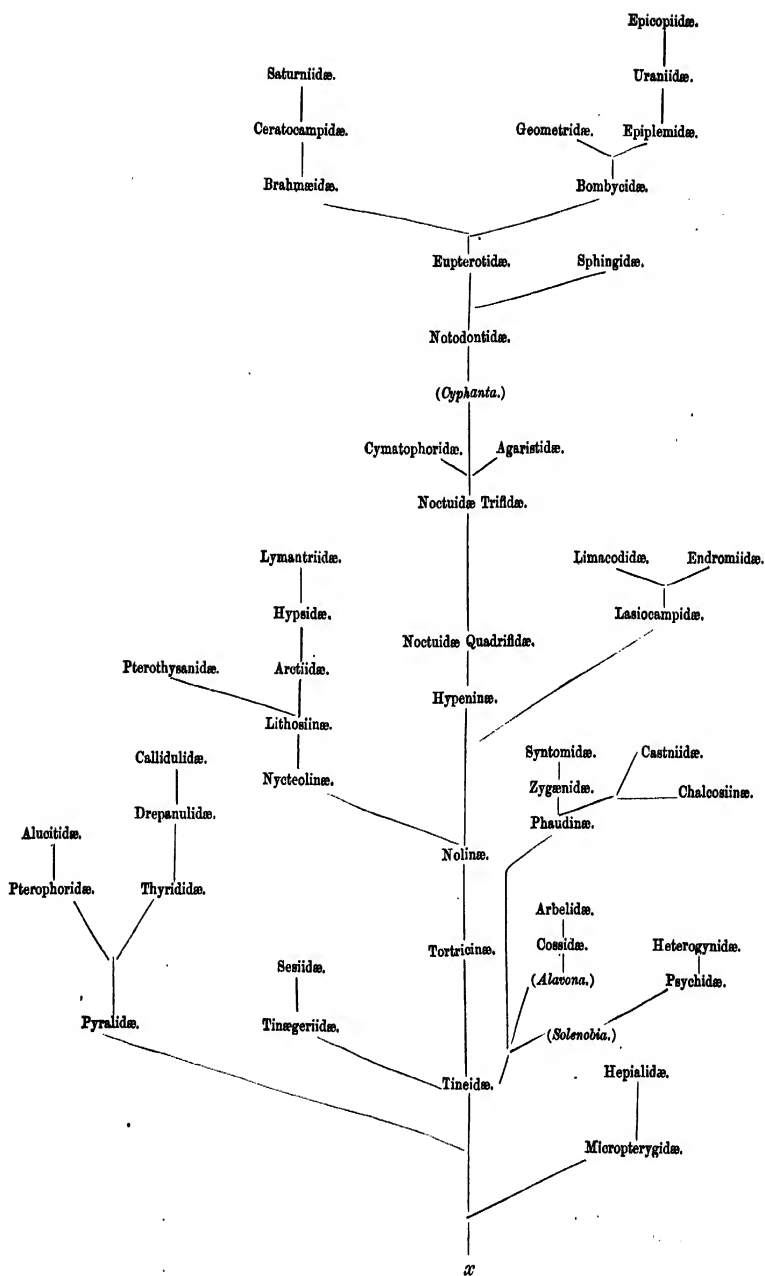 Epicopiidæ.
Saturniidæ. Uraniidæ.
Ceratocampidæ. Geometridæ. Epiplemidæ.
Brahmæidæ. Bombycidæ.
Eupterotidæ. Sphingidæ.
Notodontidæ.
(Cyphanta.)
Cymatophoridæ. Agaristidæ.
Noctuidæ Trifidæ.
Lymantriidæ. Limacodidæ. Endromiidæ.
Hypsidæ. Lasiocampidæ.
Noctuidæ Quadrifidæ.
Pterothysanidæ. Arctiidæ.
Hypeninæ.
Lithosiinæ.
Callidulidæ. Syntomidæ. Castniidæ.
Nycteolinæ. Zygænidæ. Chalcosiinæ.
Drepanulidæ. Phaudinæ.
Alucitidæ.
Nolinæ.
Pterophoridæ. Thyrididæ.
Arbelidæ.
Tortricinæ. Cossidæ. Heterogynidæ.
Sesiidæ.
(Alavona.) Psychidæ.
Pyralidæ. Tinægeriidæ.
(Solenobia.)
Tineidæ. Hepialidæ.
Micropterygidæ.
x